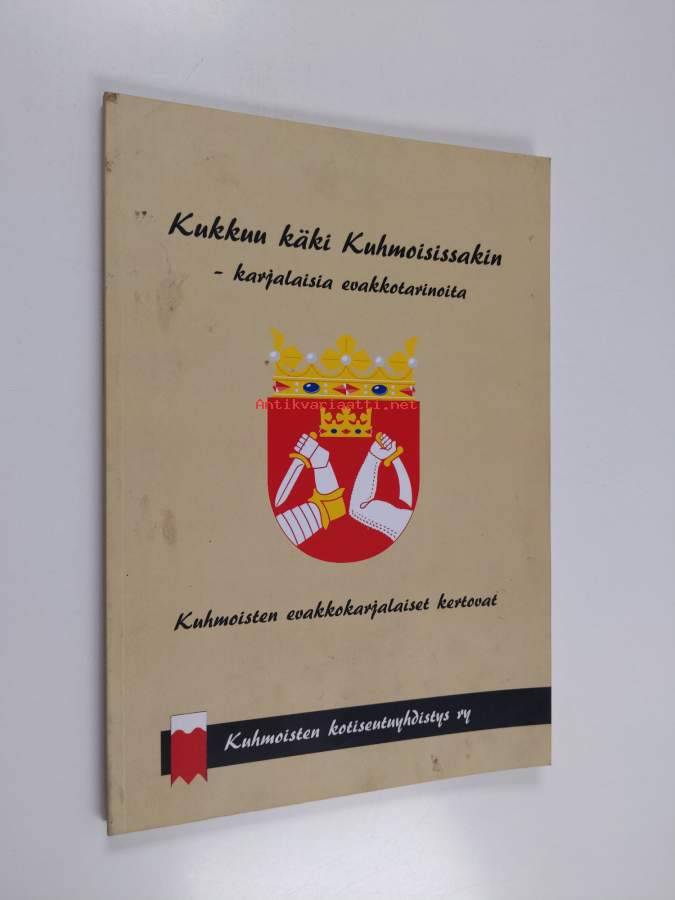 Kukkuu käki Kuhmoisissakin
- karjalaisia evakkotarinoita
Antikvariaatti.net
Kuhmoisten evakkokarjalaiset kertovat
Kuhmoisten kotiseutuyhdistys ry